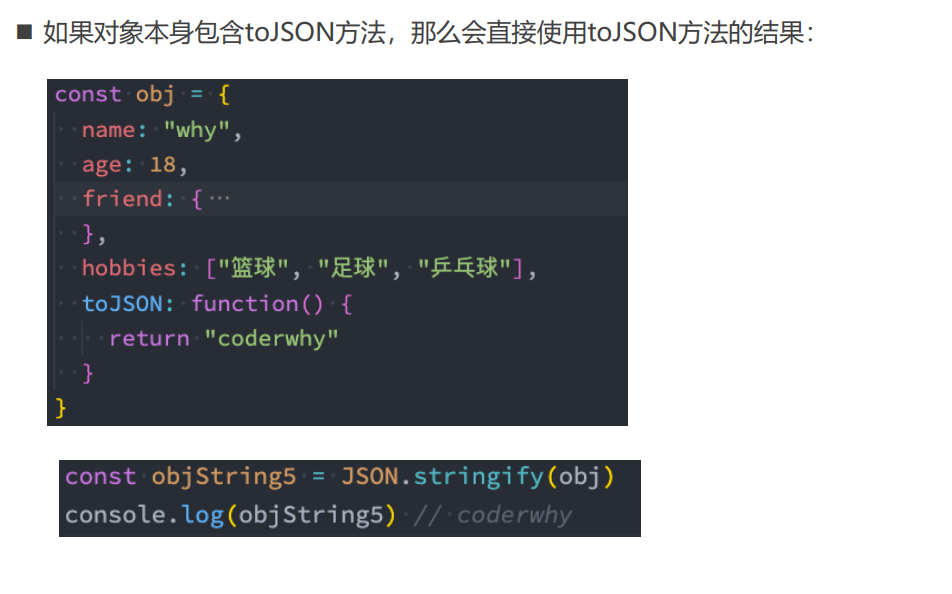 ■ 如果对象本身包含toJSON方法，那么会直接使用toJSON方法的结果：
const obj = {
  name: "why",
  age: 18,
  friend: { ···
  },
  hobbies: ["篮球", "足球", "乒乓球"],
  toJSON: function() {
    return "coderwhy"
  }
}
const objString5 = JSON.stringify(obj)
console.log(objString5) // coderwhy